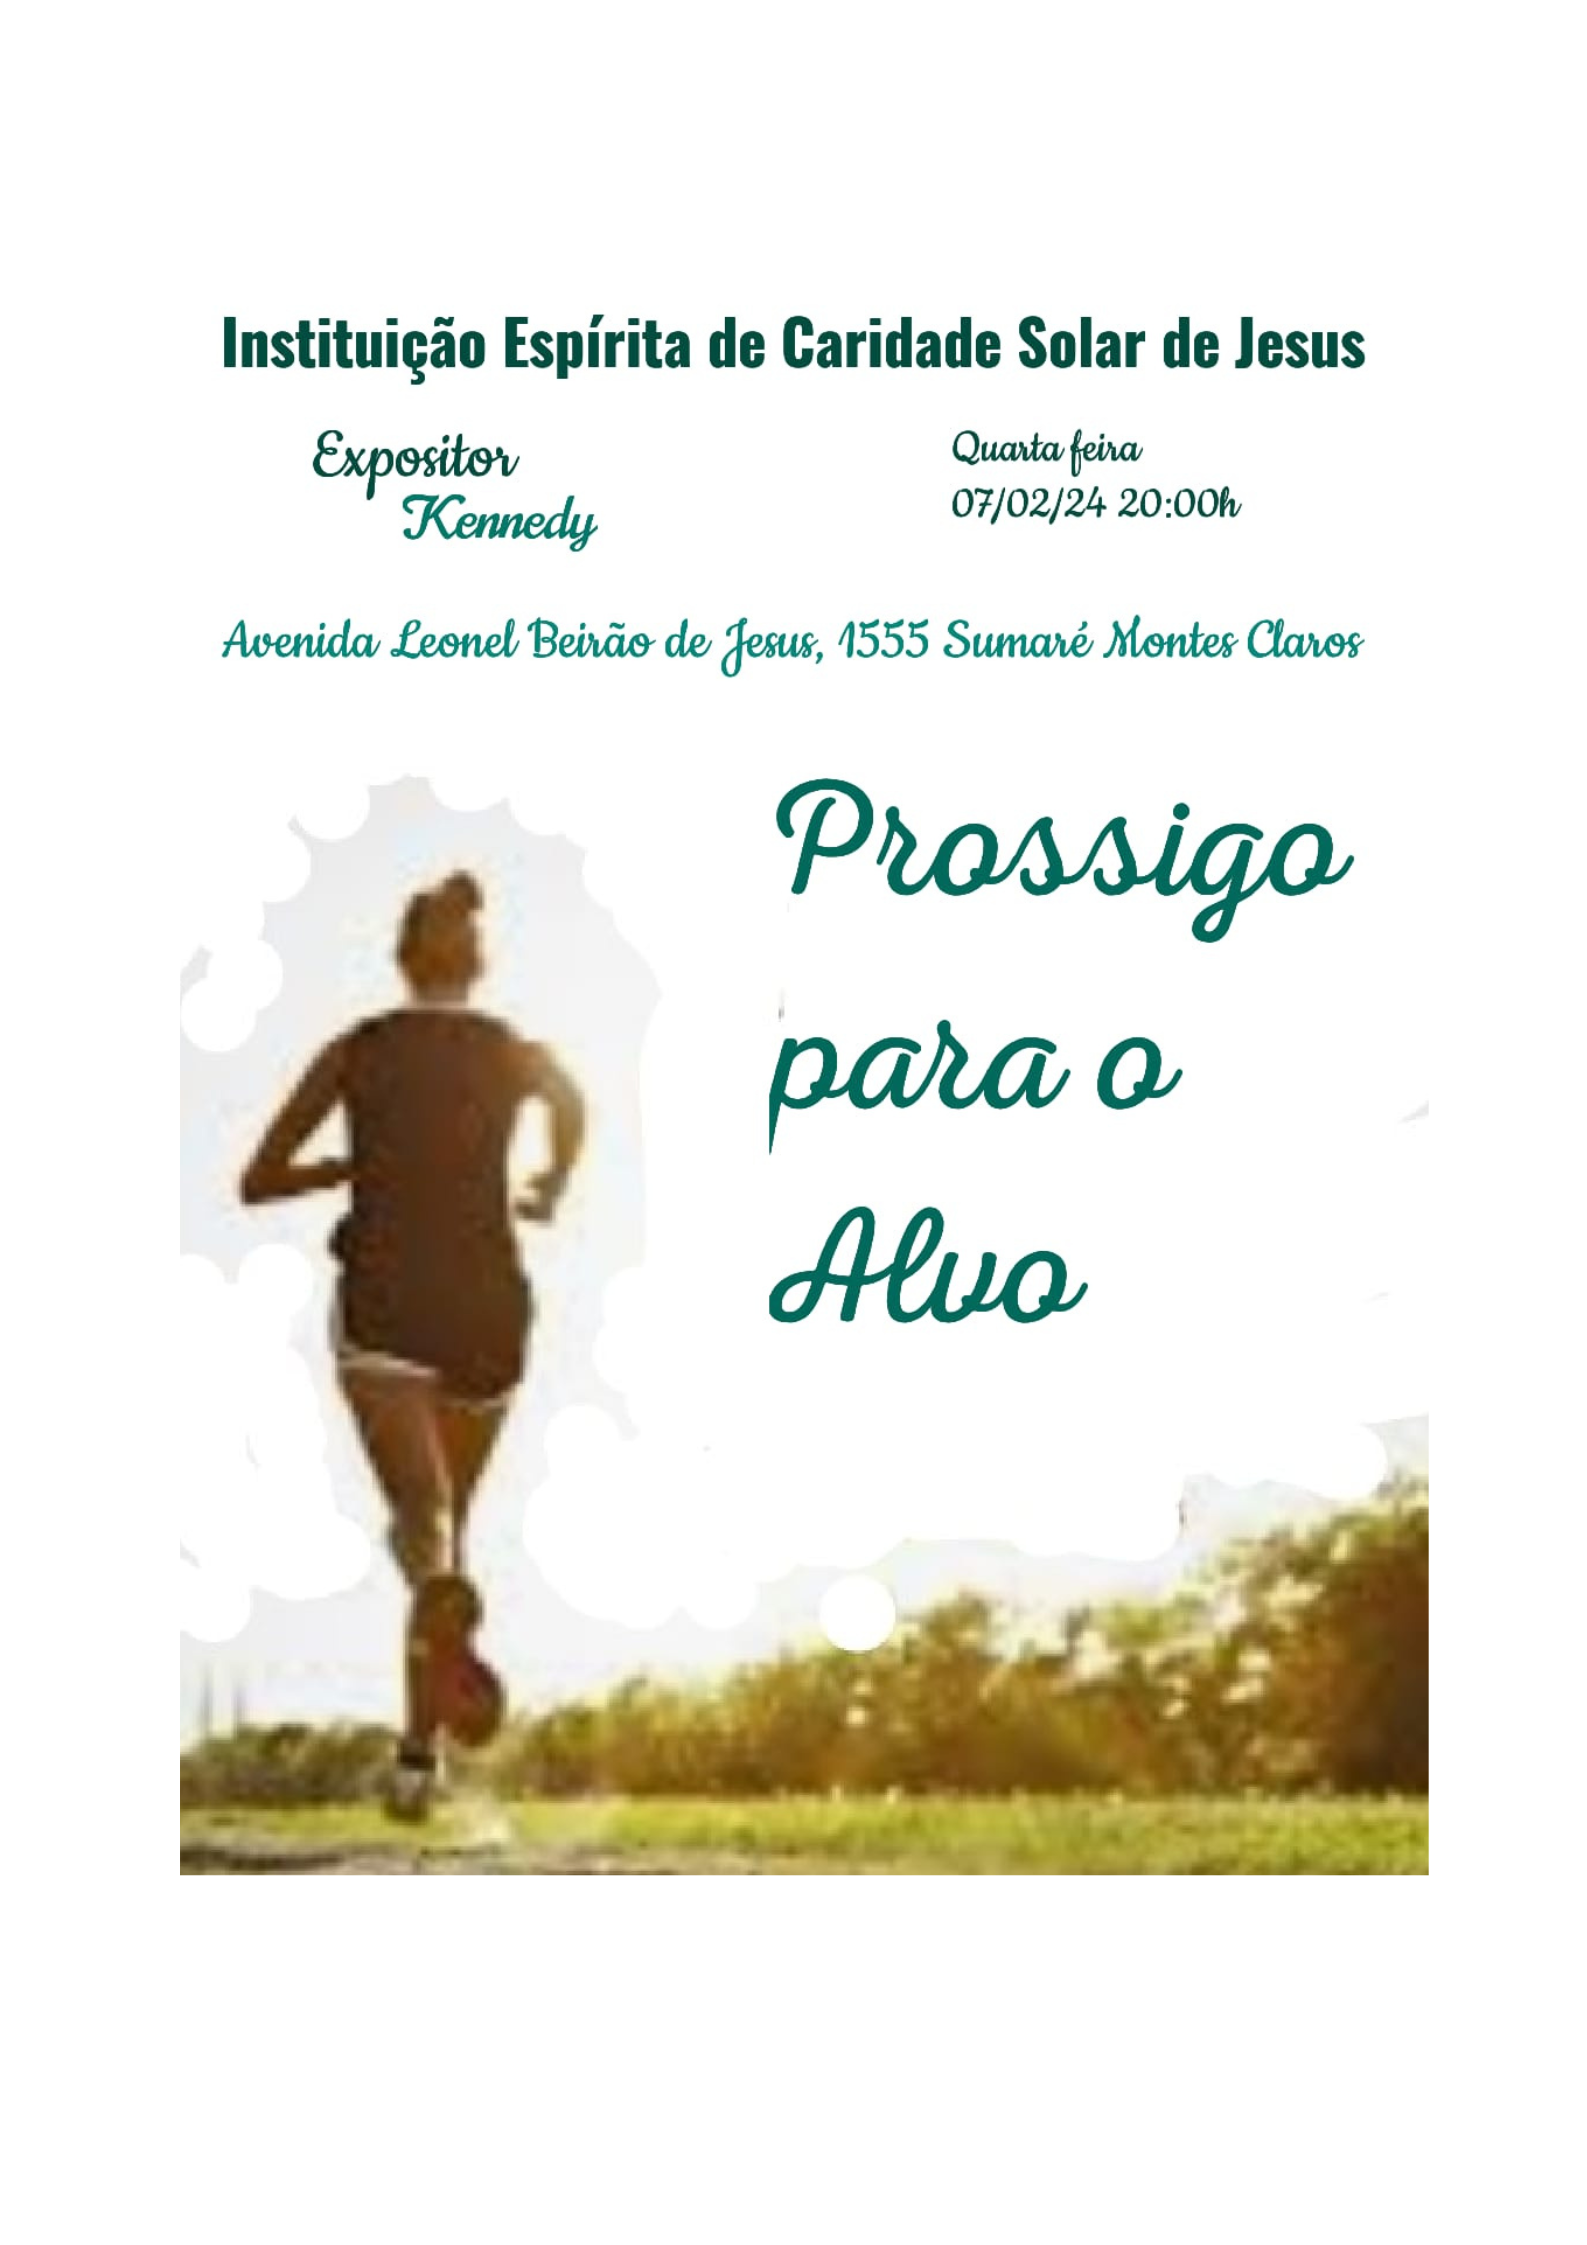 Instituição Espírita de Caridade Solar de Jesus
Expositor
Kennedy
Quarta feira
07/02/24 20:00h
Avenida Leonel Beirão de Jesus, 1555 Sumaré Montes Claros
Prossigo
para o
Alvo